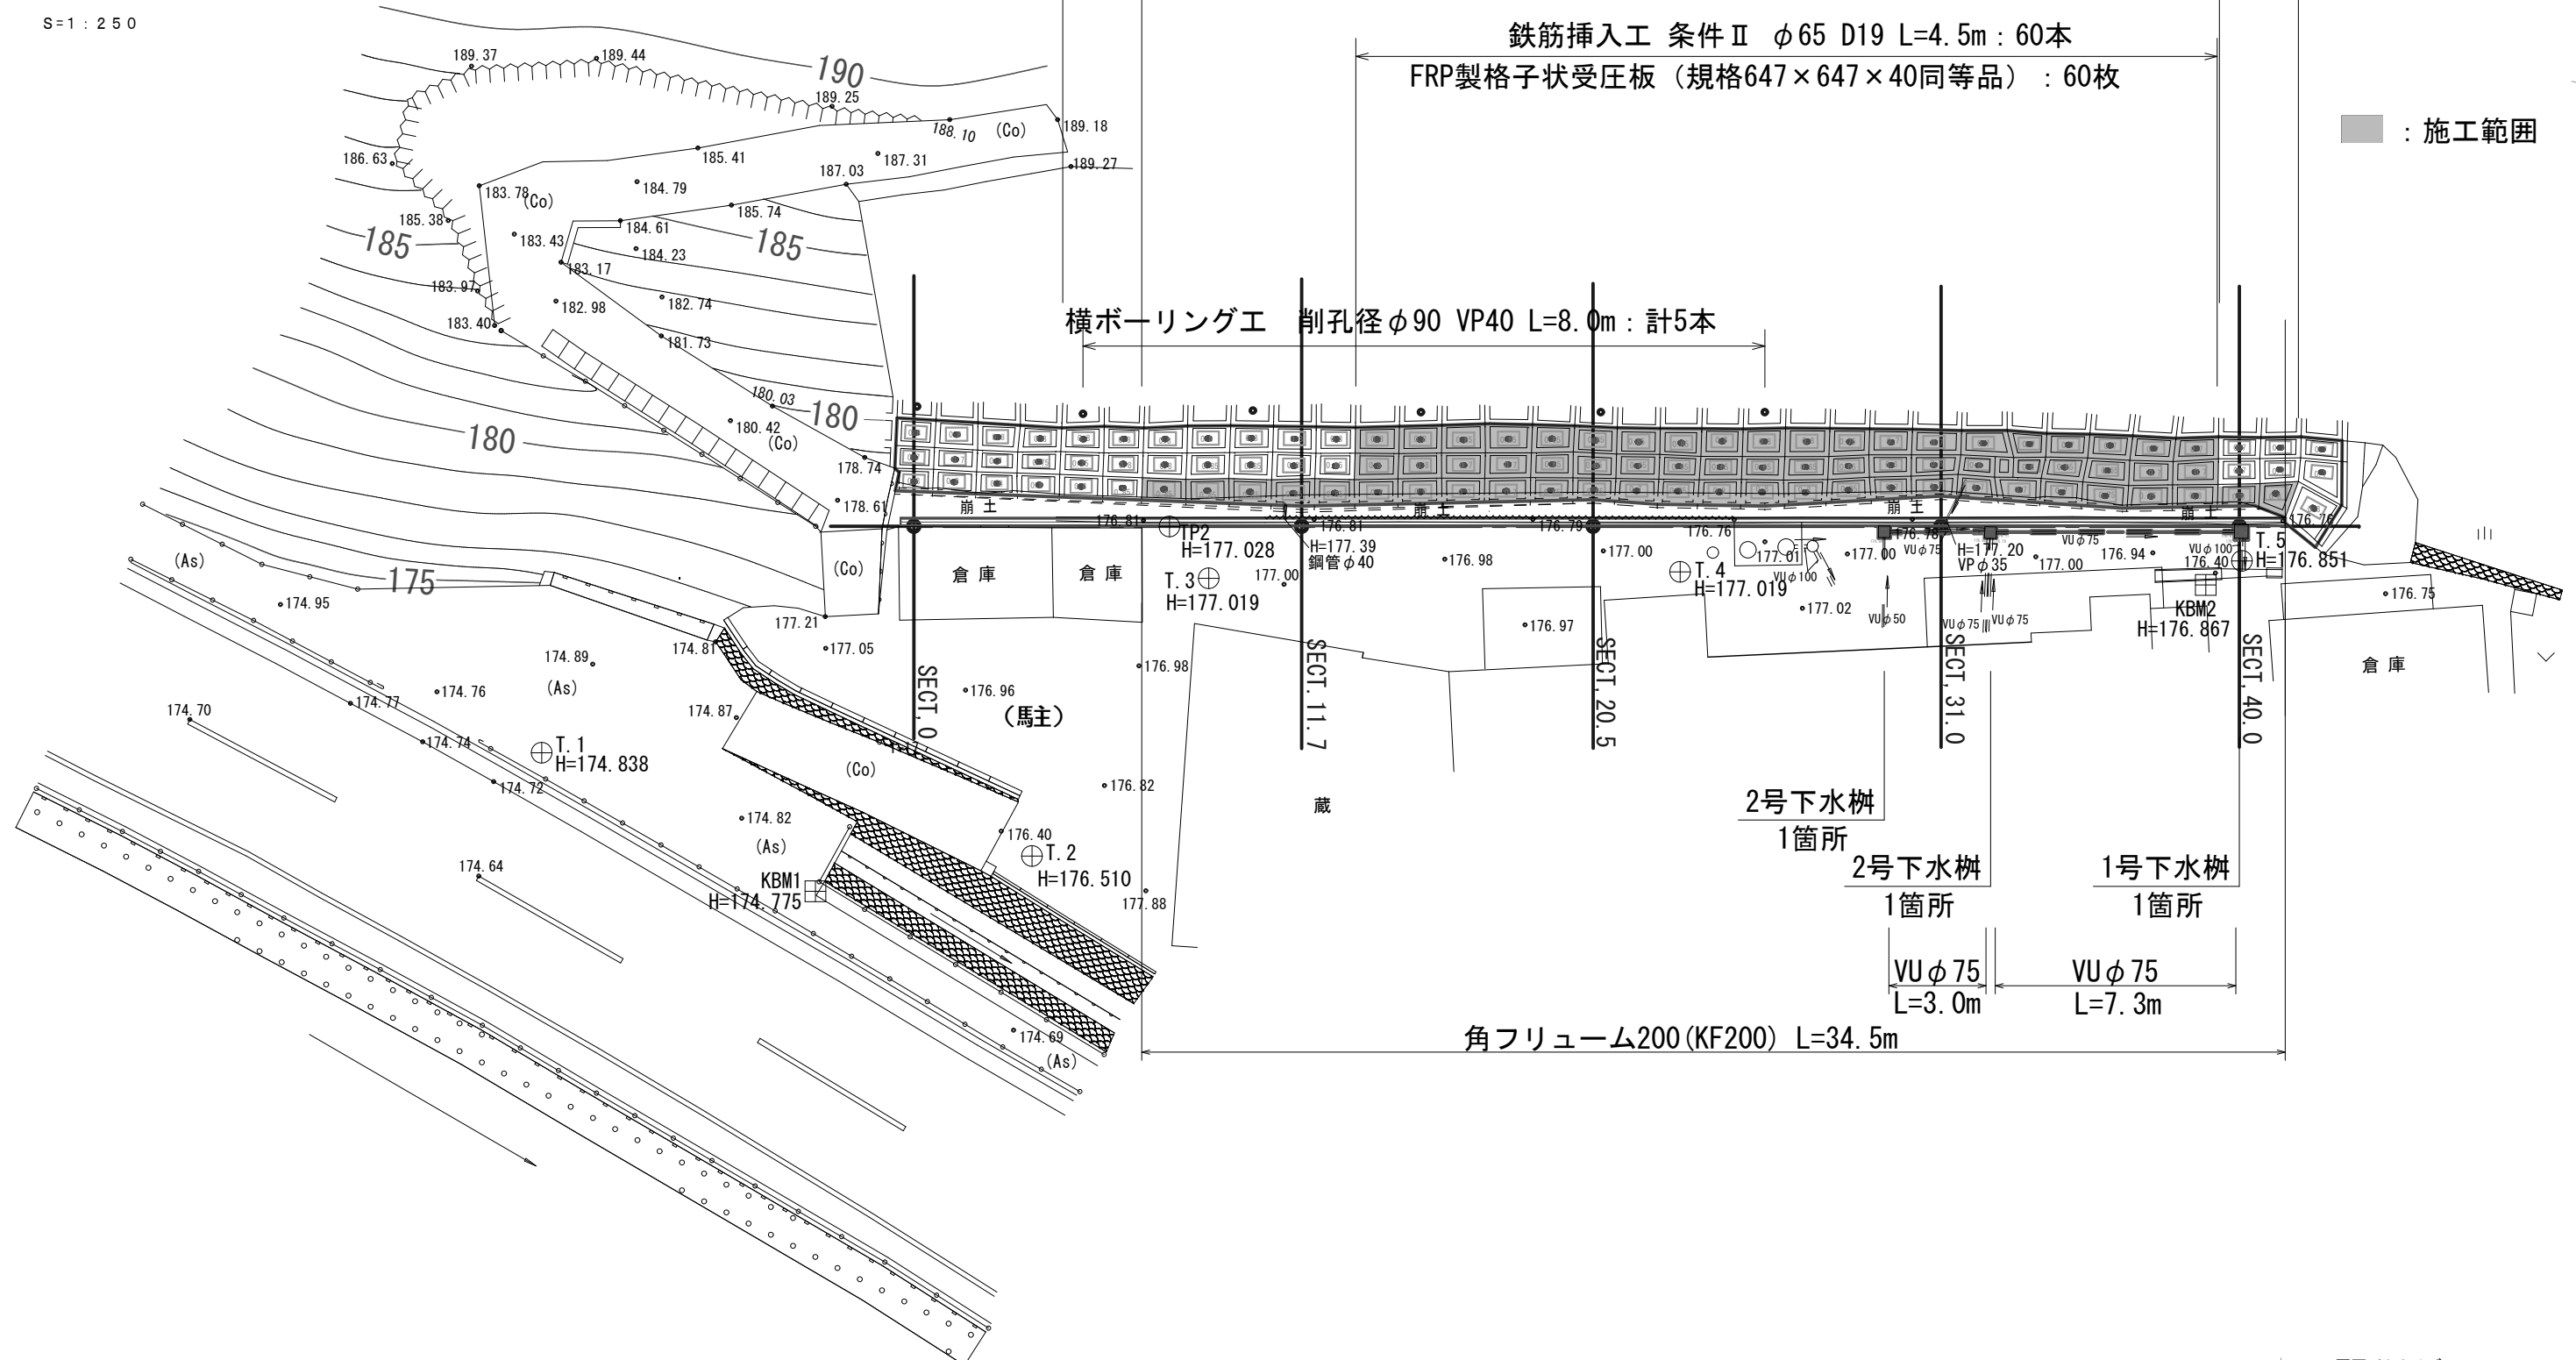 S=1:250
鉄筋挿入工 条件Ⅱ φ65 D19 L=4.5m:60本
FRP製格子状受圧板(規格647×647×40同等品):60枚
:施工範囲
189.37
189.44
190
189.25
188.10
(Co)
189.18
186.63
185.41
187.31
189.27
187.03
183.78
(Co)
184.79
185.38
185.74
185
183.43
184.61
185
184.23
183.17
183.97
182.98
182.74
183.40
181.73
横ボーリング工 削孔径φ90 VP40 L=8.0m:計5本
180.03
180
180
180.42
(Co)
178.74
178.61
崩土
崩土
崩土
崩土
176.81
TP2
H=177.028
176.81
H=177.39
鋼管φ40
176.79
176.76
177.01
VUφ100
177.00
176.78
VUφ75
H=177.20
VPφ35
VUφ75
177.00
176.94
VUφ100
176.40
176.76
T.5
H=176.851
(As)
(Co)
倉庫
倉庫
T.3
H=177.019
177.00
176.98
177.00
T.4
H=177.019
177.02
VUφ50
VUφ75
VUφ75
KBM2
H=176.867
176.75
175
174.95
177.21
177.05
176.97
174.81
174.89
(As)
176.98
倉庫
174.76
174.77
174.70
174.87
176.96
(馬主)
SECT,0
SECT.11.7
SECT,20.5
SECT,31.0
SECT,40.0
174.74
T.1
H=174.838
174.72
(Co)
176.82
蔵
2号下水桝
1箇所
174.82
(As)
176.40
T.2
H=176.510
174.64
KBM1
H=174.775
177.88
2号下水桝
1箇所
1号下水桝
1箇所
VUφ75
L=3.0m
VUφ75
L=7.3m
174.69
(As)
角フリューム200(KF200) L=34.5m